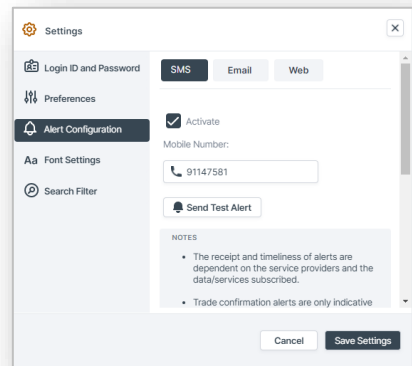 Settings
Login ID and Password
Preferences
Alert Configuration
Aa Font Settings
Search Filter
SMS Email Web
Activate
Mobile Number:
91147581
Send Test Alert
NOTES
• The receipt and timeliness of alerts are
dependent on the service providers and the
data/services subscribed.
• Trade confirmation alerts are only indicative
Cancel Save Settings